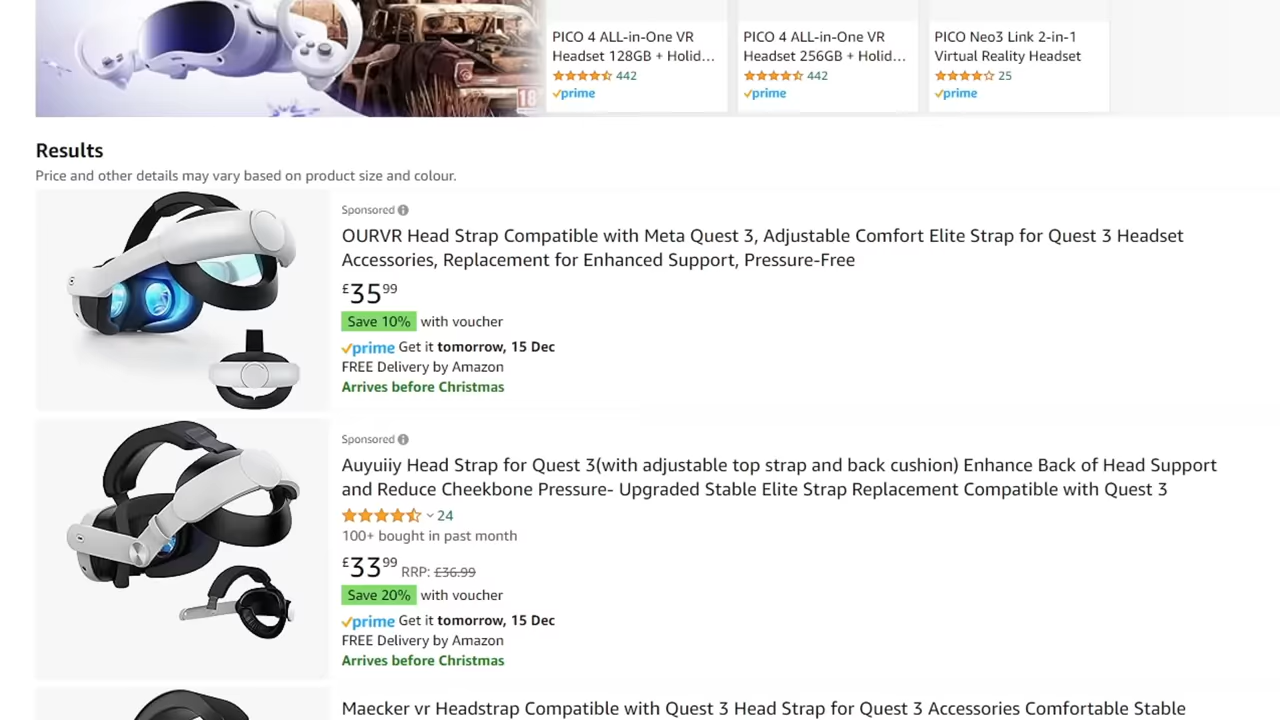 PICO 4 ALL-in-One VR
Headset 128GB + Holid...
442
prime
PICO 4 ALL-in-One VR
Headset 256GB + Holid...
442
prime
PICO Neo3 Link 2-in-1
Virtual Reality Headset
25
prime
18
Results
Price and other details may vary based on product size and colour.
Sponsored
OURVR Head Strap Compatible with Meta Quest 3, Adjustable Comfort Elite Strap for Quest 3 Headset
Accessories, Replacement for Enhanced Support, Pressure-Free
£3599
Save 10% with voucher
prime Get it tomorrow, 15 Dec
FREE Delivery by Amazon
Arrives before Christmas
Sponsored
Auyuiiy Head Strap for Quest 3(with adjustable top strap and back cushion) Enhance Back of Head Support
and Reduce Cheekbone Pressure- Upgraded Stable Elite Strap Replacement Compatible with Quest 3
24
100+ bought in past month
£3399 RRP: £36.99
Save 20% with voucher
prime Get it tomorrow, 15 Dec
FREE Delivery by Amazon
Arrives before Christmas
Maecker vr Headstrap Compatible with Quest 3 Head Strap for Quest 3 Accessories Comfortable Stable